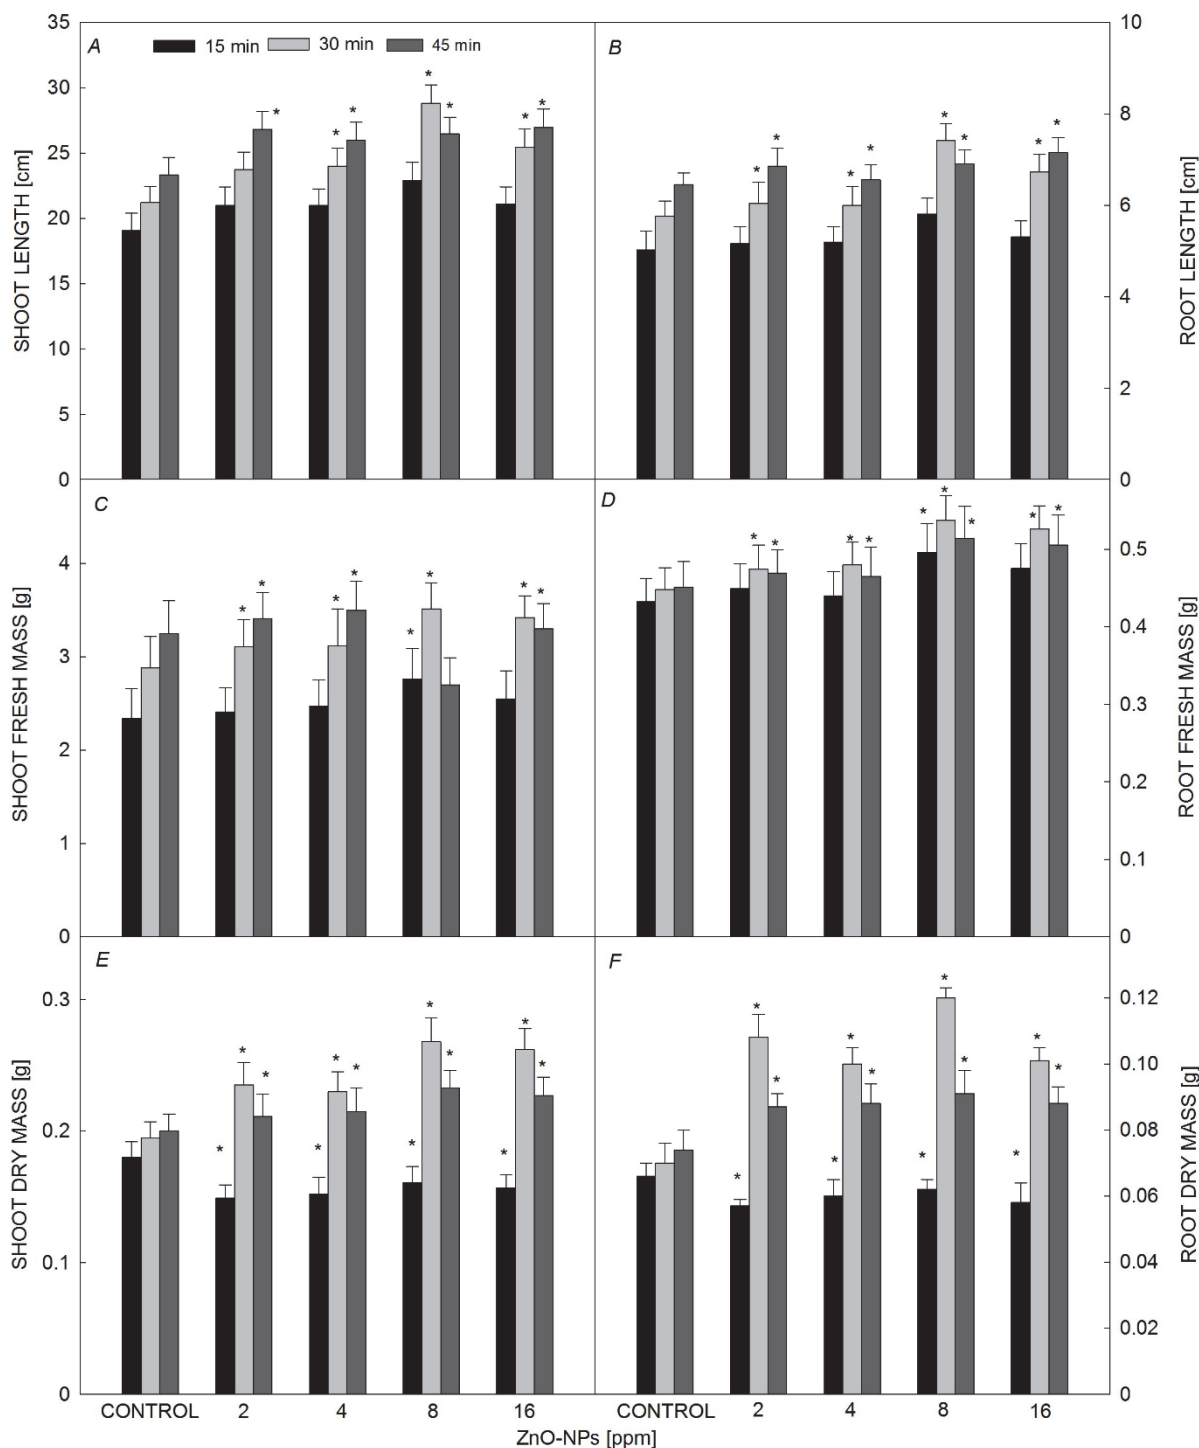 A
15 min 30 min 45 min
35
30
25
20
15
10
5
0
SHOOT LENGTH [cm]
* * * * * * * *
B
10
8
6
4
2
0
ROOT LENGTH [cm]
* * * * * * * *
C
4
3
2
1
0
SHOOT FRESH MASS [g]
* * * * * * * *
D
0.5
0.4
0.3
0.2
0.1
0
ROOT FRESH MASS [g]
* * * * * * * * *
E
0.3
0.2
0.1
0
SHOOT DRY MASS [g]
* * * * * * * * * * * *
F
0.12
0.10
0.08
0.06
0.04
0.02
0
ROOT DRY MASS [g]
* * * * * * * * * * * *
CONTROL 2 4 8 16 CONTROL 2 4 8 16
ZnO-NPs [ppm]